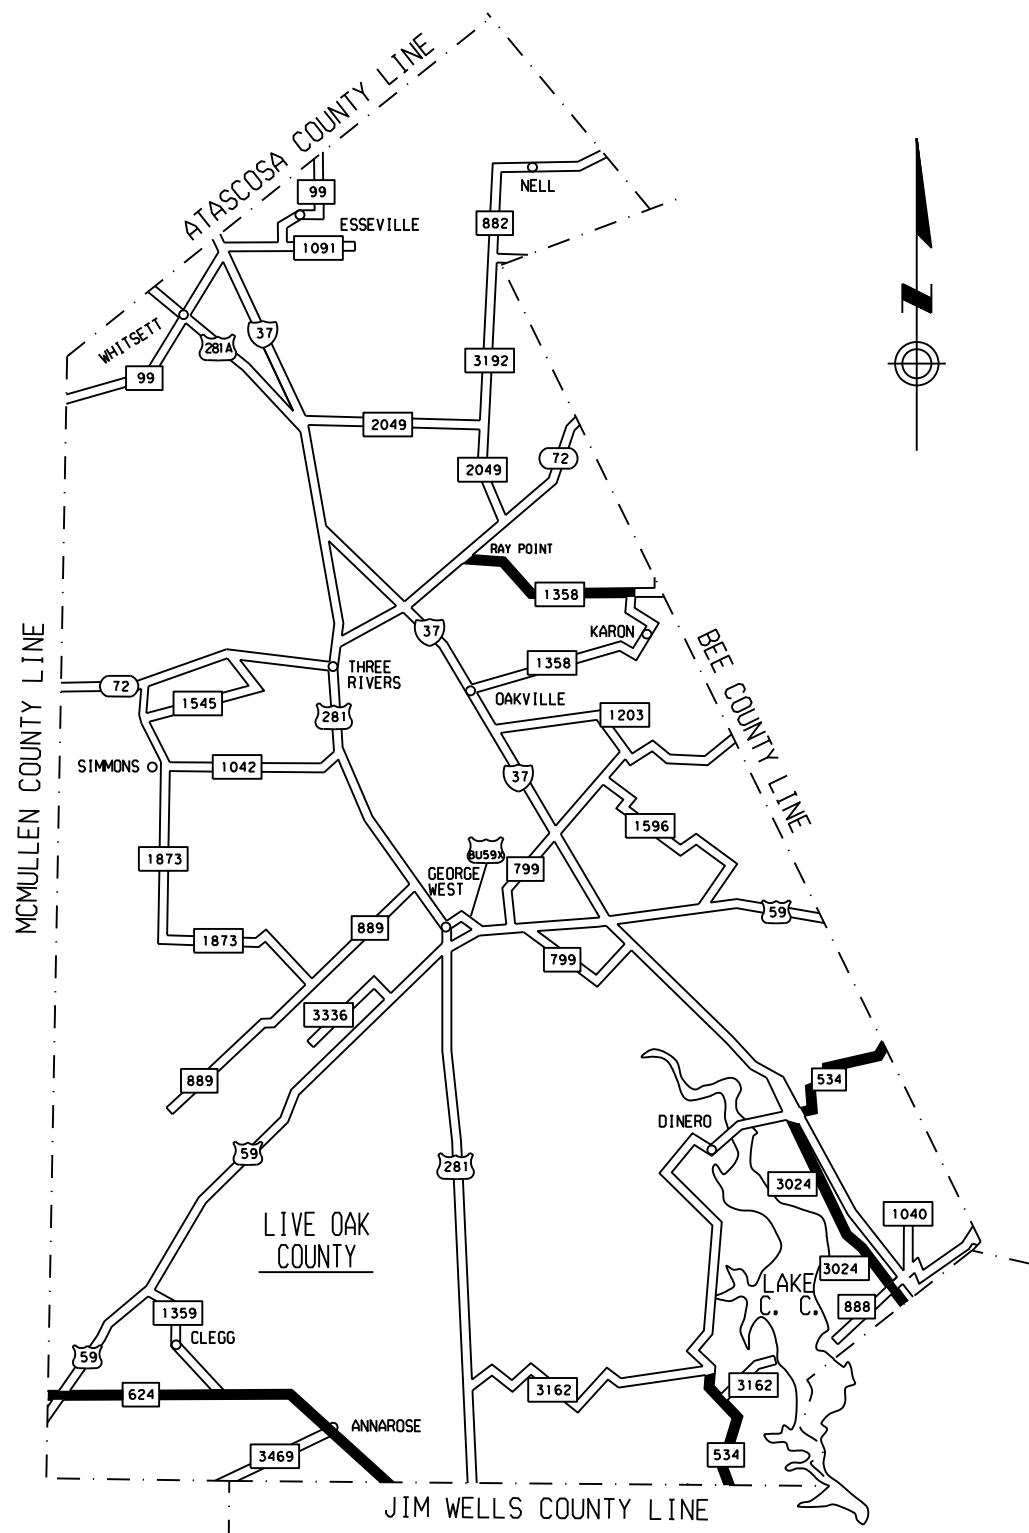 ATASCOSA COUNTY LINE
99
NELL
ESSEVILLE
882
1091
37
WHITSETT
281A
3192
99
2049
72
2049
RAY POINT
1358
37
KARON
BEE COUNTY LINE
MCMULLEN COUNTY LINE
THREE
RIVERS
1358
72
1545
OAKVILLE
281
1203
SIMMONS
1042
37
1596
1873
BU59X
GEORGE
WEST
799
59
889
1873
799
3336
889
534
DINERO
59
281
3024
1040
LIVE OAK
COUNTY
3024
LAKE
C. C.
888
1359
CLEGG
59
624
3162
3162
ANNAROSE
3469
534
JIM WELLS COUNTY LINE
N